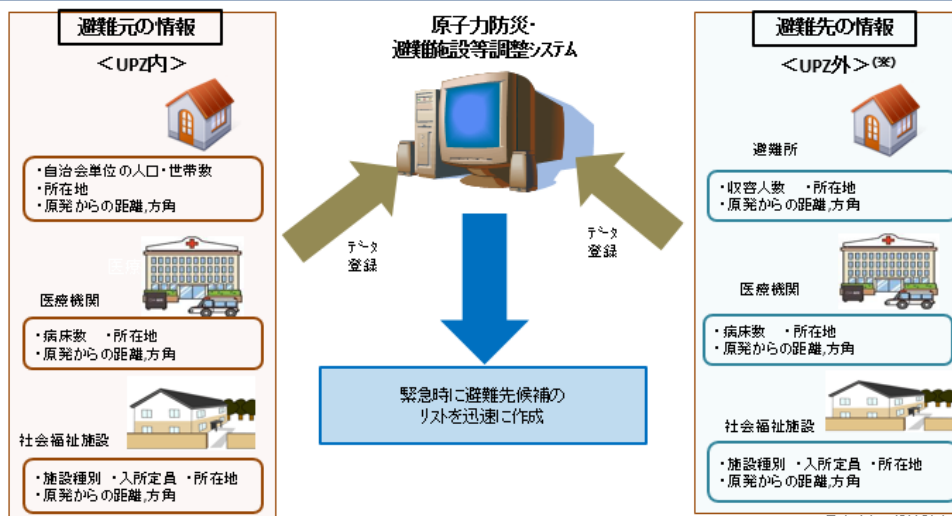 避難元の情報
＜UPZ内＞
・自治会単位の人口・世帯数
・所在地
・原発からの距離,方角
医療
医療機関
・病床数　・所在地
・原発からの距離,方角
社会福祉施設
・施設種別　・入所定員　・所在地
・原発からの距離,方角
原子力防災・
避難施設等調整システム
データ
登録
データ
登録
緊急時に避難先候補の
リストを迅速に作成
避難先の情報
＜UPZ外＞(※)
避難所
・収容人数　・所在地
・原発からの距離,方角
医療機関
・病床数　・所在地
・原発からの距離,方角
社会福祉施設
・施設種別　・入所定員　・所在地
・原発からの距離,方角